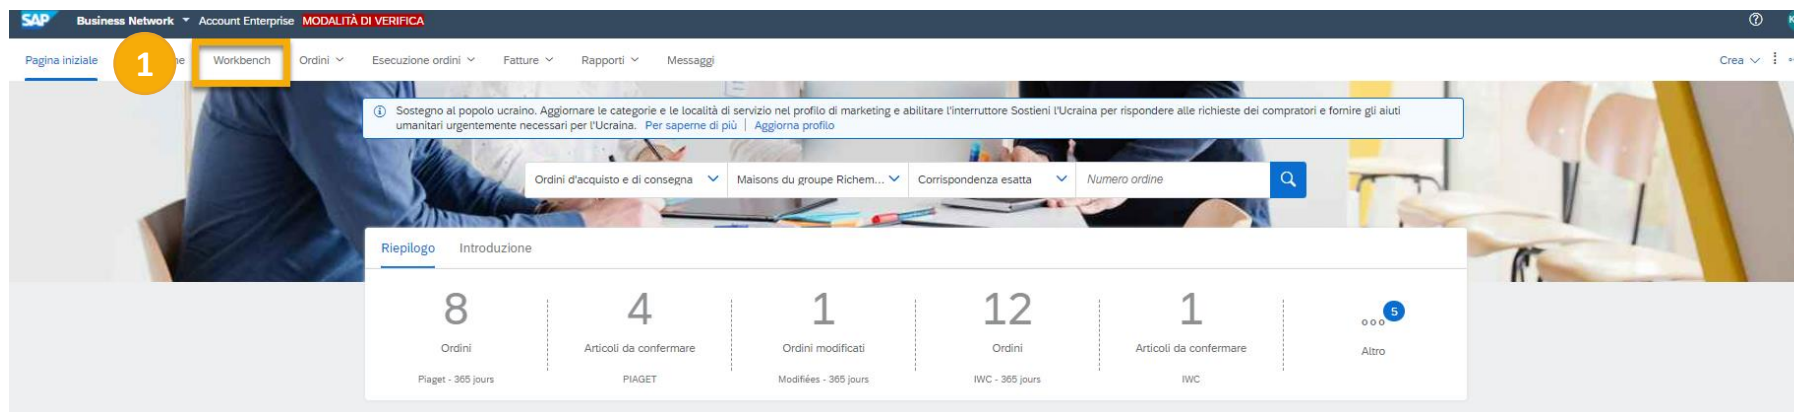 SAP Business Network Account Enterprise MODALITÀ DI VERIFICA
Pagina iniziale 1 Workbench Ordini Esecuzione ordini Fatture Rapporti Messaggi Crea
Sostegno al popolo ucraino. Aggiornare le categorie e le località di servizio nel profilo di marketing e abilitare l'interruttore Sostieni l'Ucraina per rispondere alle richieste dei compratori e fornire gli aiuti
umanitari urgentemente necessari per l'Ucraina. Per saperne di più | Aggiorna profilo
Ordini d'acquisto e di consegna Maisons du groupe Richem... Corrispondenza esatta Numero ordine
Riepilogo Introduzione
8 4 1 12 1 5
Ordini Articoli da confermare Ordini modificati Ordini Articoli da confermare Altro
Piaget - 365 jours PIAGET Modifiées - 365 jours IWC - 365 jours IWC